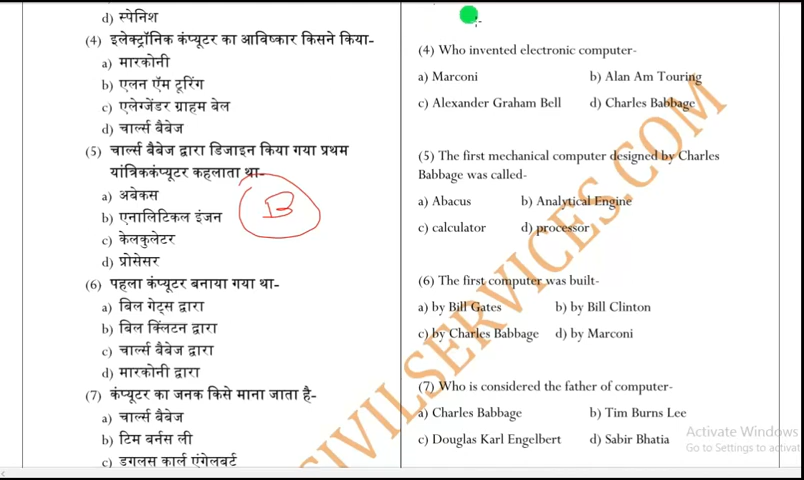 d) स्पेनिश
(4) इलेक्ट्रॉनिक कंप्यूटर का आविष्कार किसने किया-
a) मारकोनी
b) एलन ऍम टूरिंग
c) एलेग्जेंडर ग्राहम बेल
d) चार्ल्स बैबेज
(5) चार्ल्स बैबेज द्वारा डिजाइन किया गया प्रथम
यांत्रिककंप्यूटर कहलाता था-
a) अबेकस
b) एनालिटिकल इंजन
c) केलकुलेटर
d) प्रोसेसर
B
(6) पहला कंप्यूटर बनाया गया था-
a) बिल गेट्स द्वारा
b) बिल क्लिंटन द्वारा
c) चार्ल्स बैबेज द्वारा
d) मारकोनी द्वारा
(7) कंप्यूटर का जनक किसे माना जाता है-
a) चार्ल्स बैबेज
b) टिम बर्नस ली
c) डगलस कार्ल एंगेलबर्ट
(4) Who invented electronic computer-
a) Marconi b) Alan Am Touring
c) Alexander Graham Bell d) Charles Babbage
(5) The first mechanical computer designed by Charles
Babbage was called-
a) Abacus b) Analytical Engine
c) calculator d) processor
(6) The first computer was built-
a) by Bill Gates b) by Bill Clinton
c) by Charles Babbage d) by Marconi
(7) Who is considered the father of computer-
a) Charles Babbage b) Tim Burns Lee
c) Douglas Karl Engelbert d) Sabir Bhatia
CIVILSERVICES.COM
Activate Windows
Go to Settings to activat